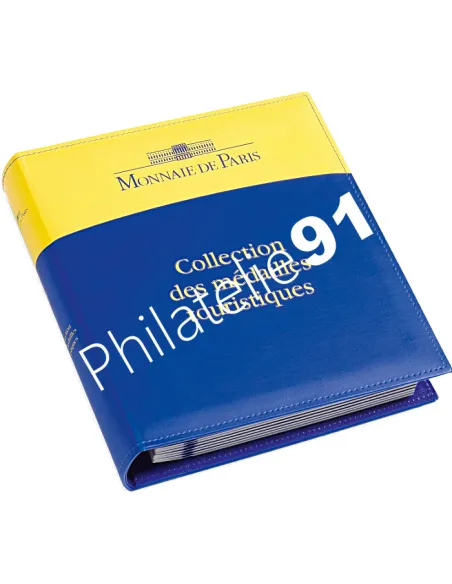 MONNAIE DE PARIS
Collection
des médailles
touristiques
Philatelie91